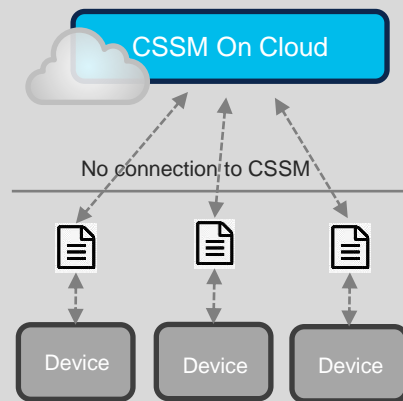 CSSM On Cloud
No connection to CSSM
Device
Device
Device